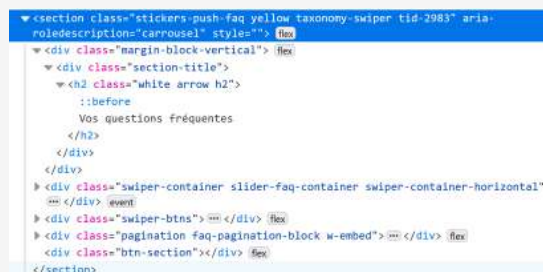 <section class="stickers-push-faq yellow taxonomy-swiper tid-2983" aria-
roledescription="carrousel" style=""> flex
<div class="margin-block-vertical"> flex
<div class="section-title">
<h2 class="white arrow h2">
::before
Vos questions fréquentes
</h2>
</div>
</div>
<div class="swiper-container slider-faq-container swiper-container-horizontal"
⋯ </div> event
<div class="swiper-btns"> ⋯ </div> flex
<div class="pagination faq-pagination-block w-embed"> ⋯ </div> flex
<div class="btn-section"></div> flex
</section>